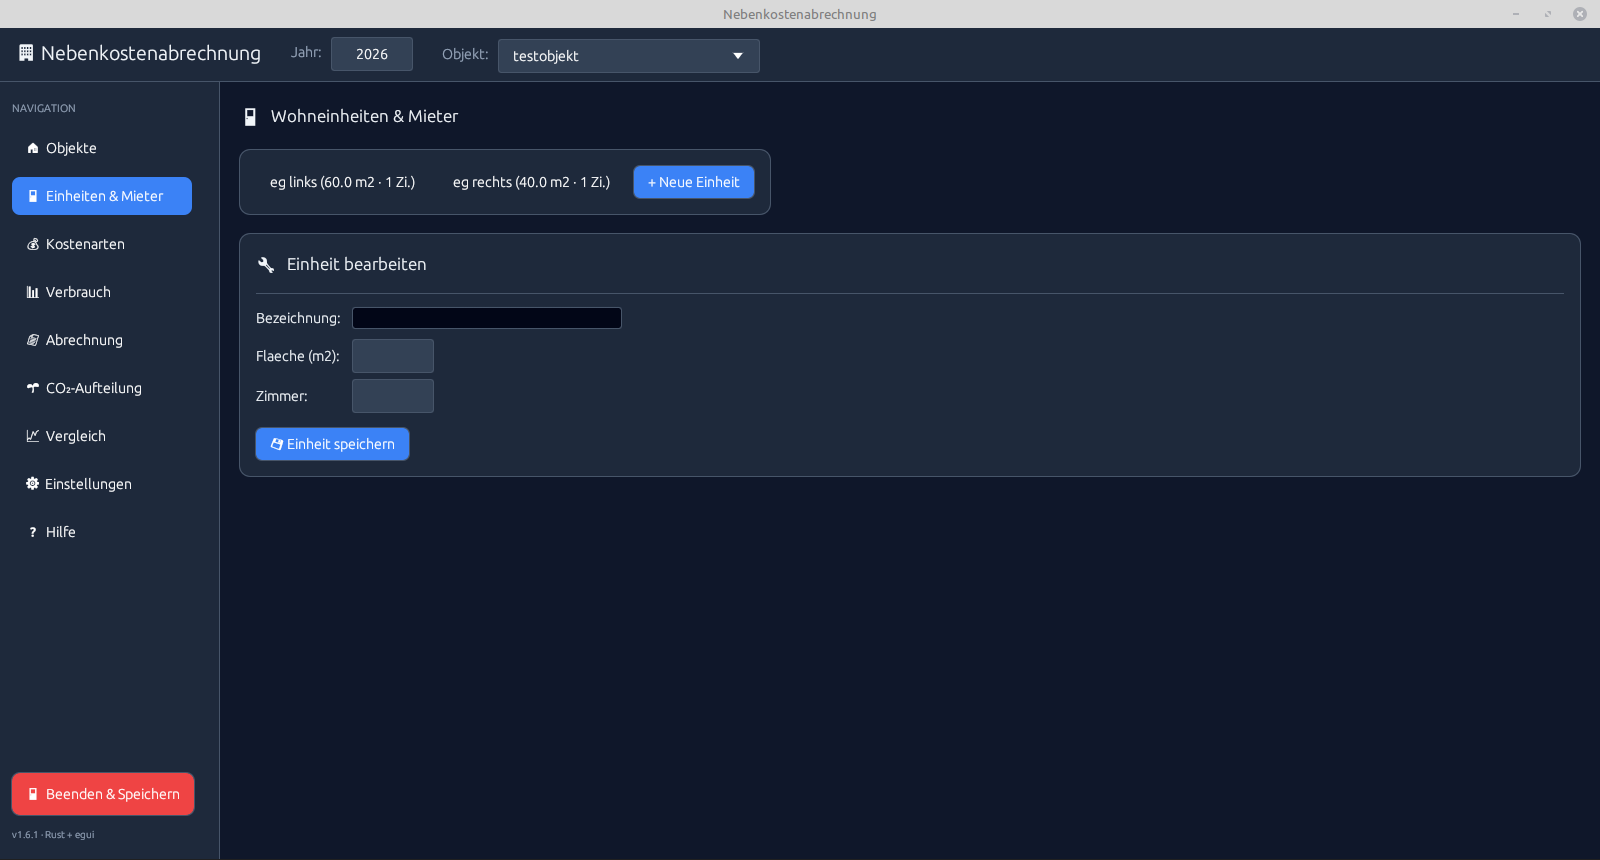 Nebenkostenabrechnung
Nebenkostenabrechnung Jahr: 2026 Objekt: testobjekt
NAVIGATION
Objekte
Einheiten & Mieter
Kostenarten
Verbrauch
Abrechnung
CO₂-Aufteilung
Vergleich
Einstellungen
? Hilfe
Beenden & Speichern
v1.6.1 · Rust + egui
Wohneinheiten & Mieter
eg links (60.0 m2 · 1 Zi.) eg rechts (40.0 m2 · 1 Zi.) + Neue Einheit
Einheit bearbeiten
Bezeichnung:
Flaeche (m2):
Zimmer:
Einheit speichern